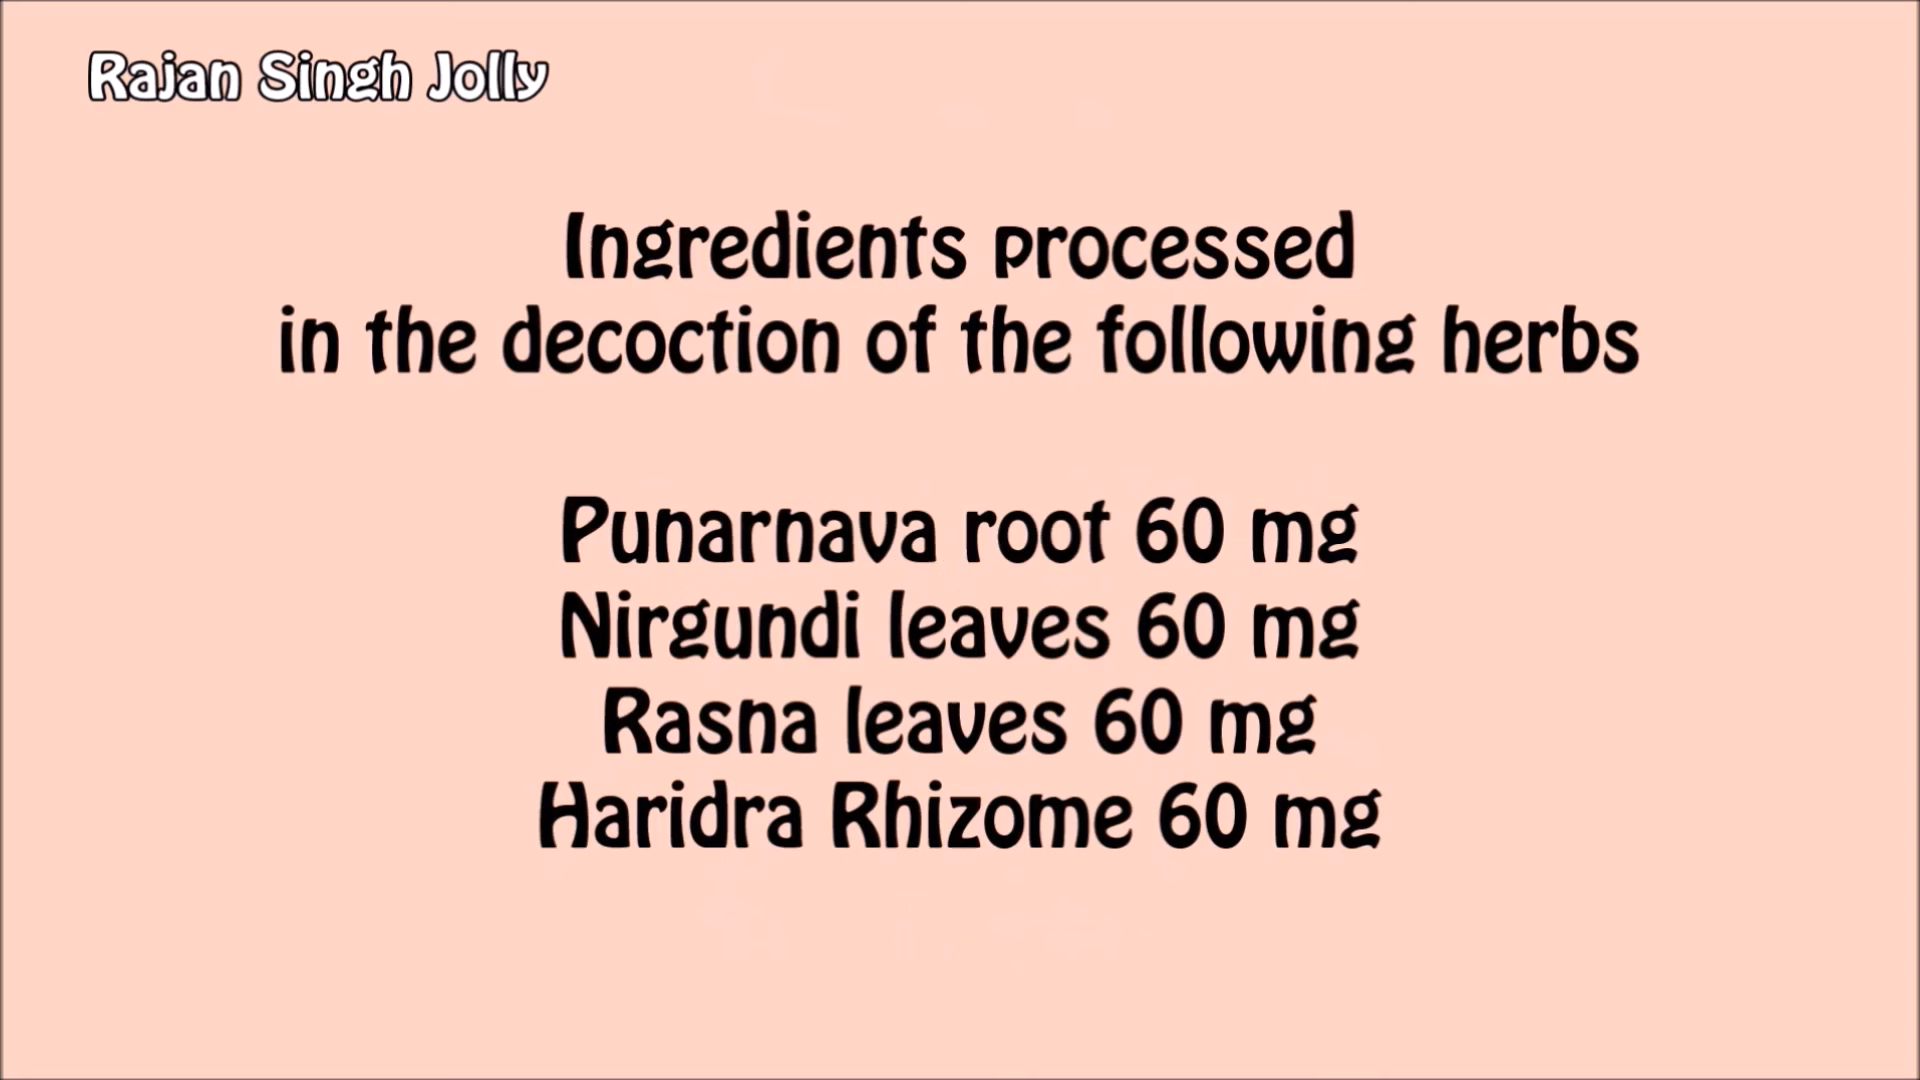 Rajan Singh Jolly
Ingredients processed
in the decoction of the following herbs
Punarnava root 60 mg
Nirgundi leaves 60 mg
Rasna leaves 60 mg
Haridra Rhizome 60 mg